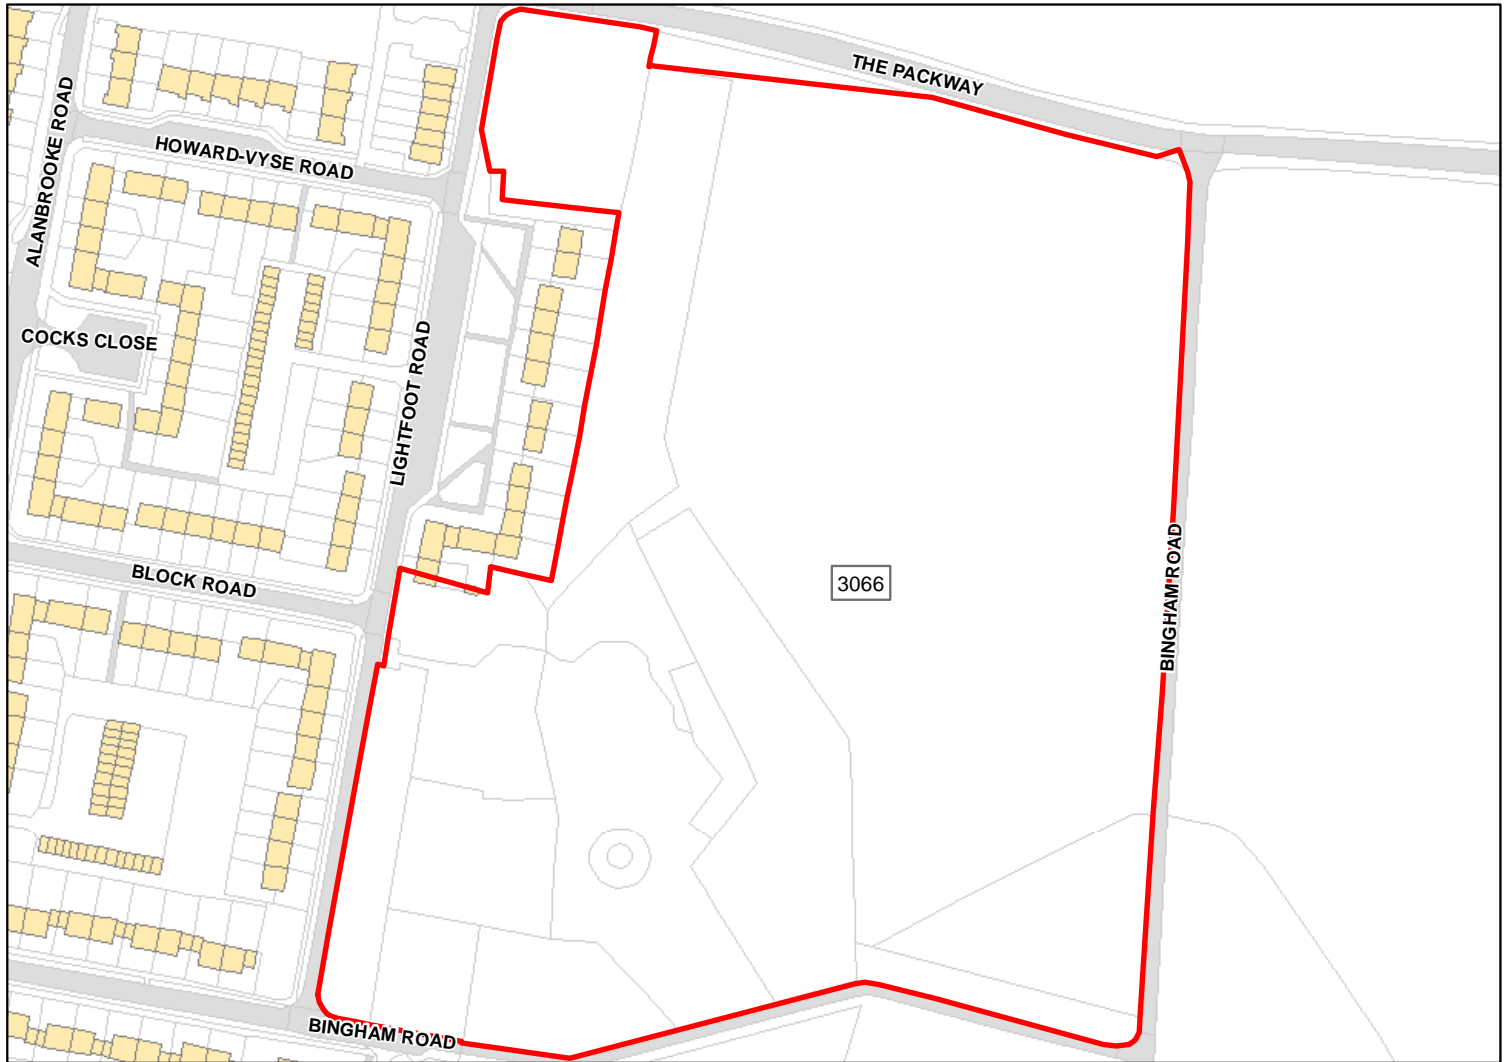 THE PACKWAY
ALANBROOKE ROAD
HOWARD-VYSE ROAD
COCKS CLOSE
LIGHTFOOT ROAD
BLOCK ROAD
3066
BINGHAM ROAD
BINGHAM ROAD